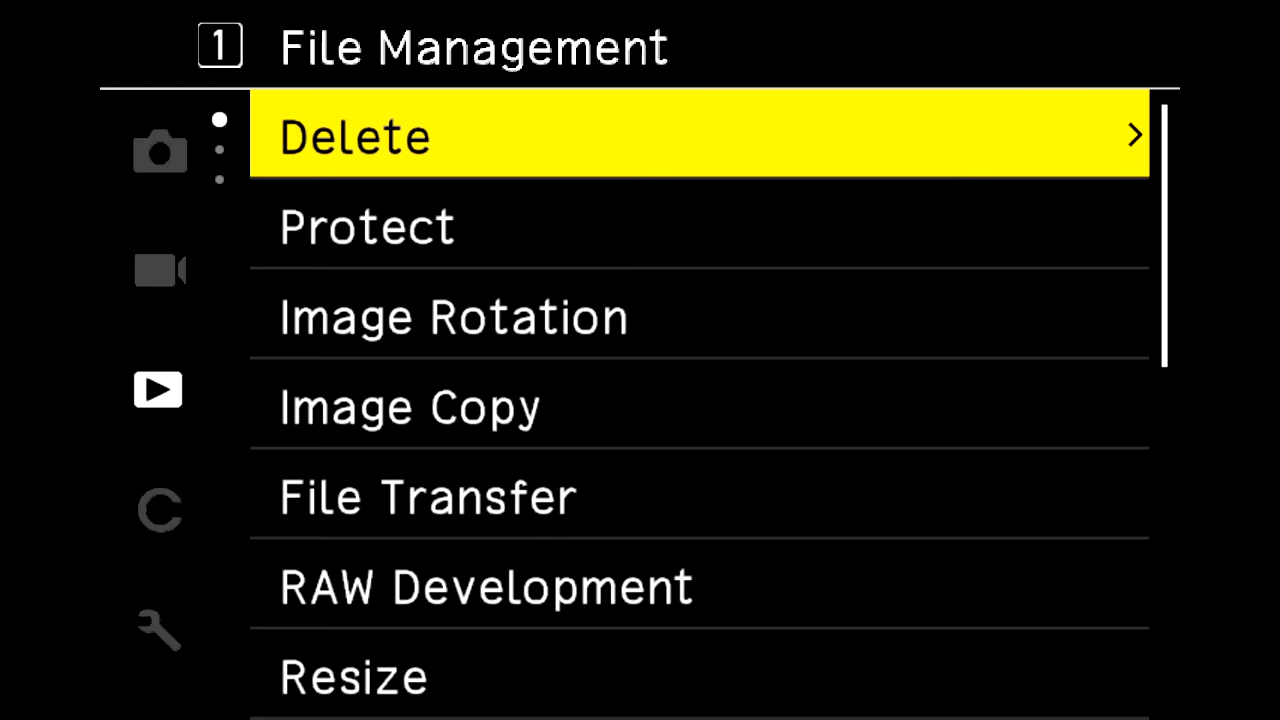 1 File Management
Delete
Protect
Image Rotation
Image Copy
File Transfer
RAW Development
Resize